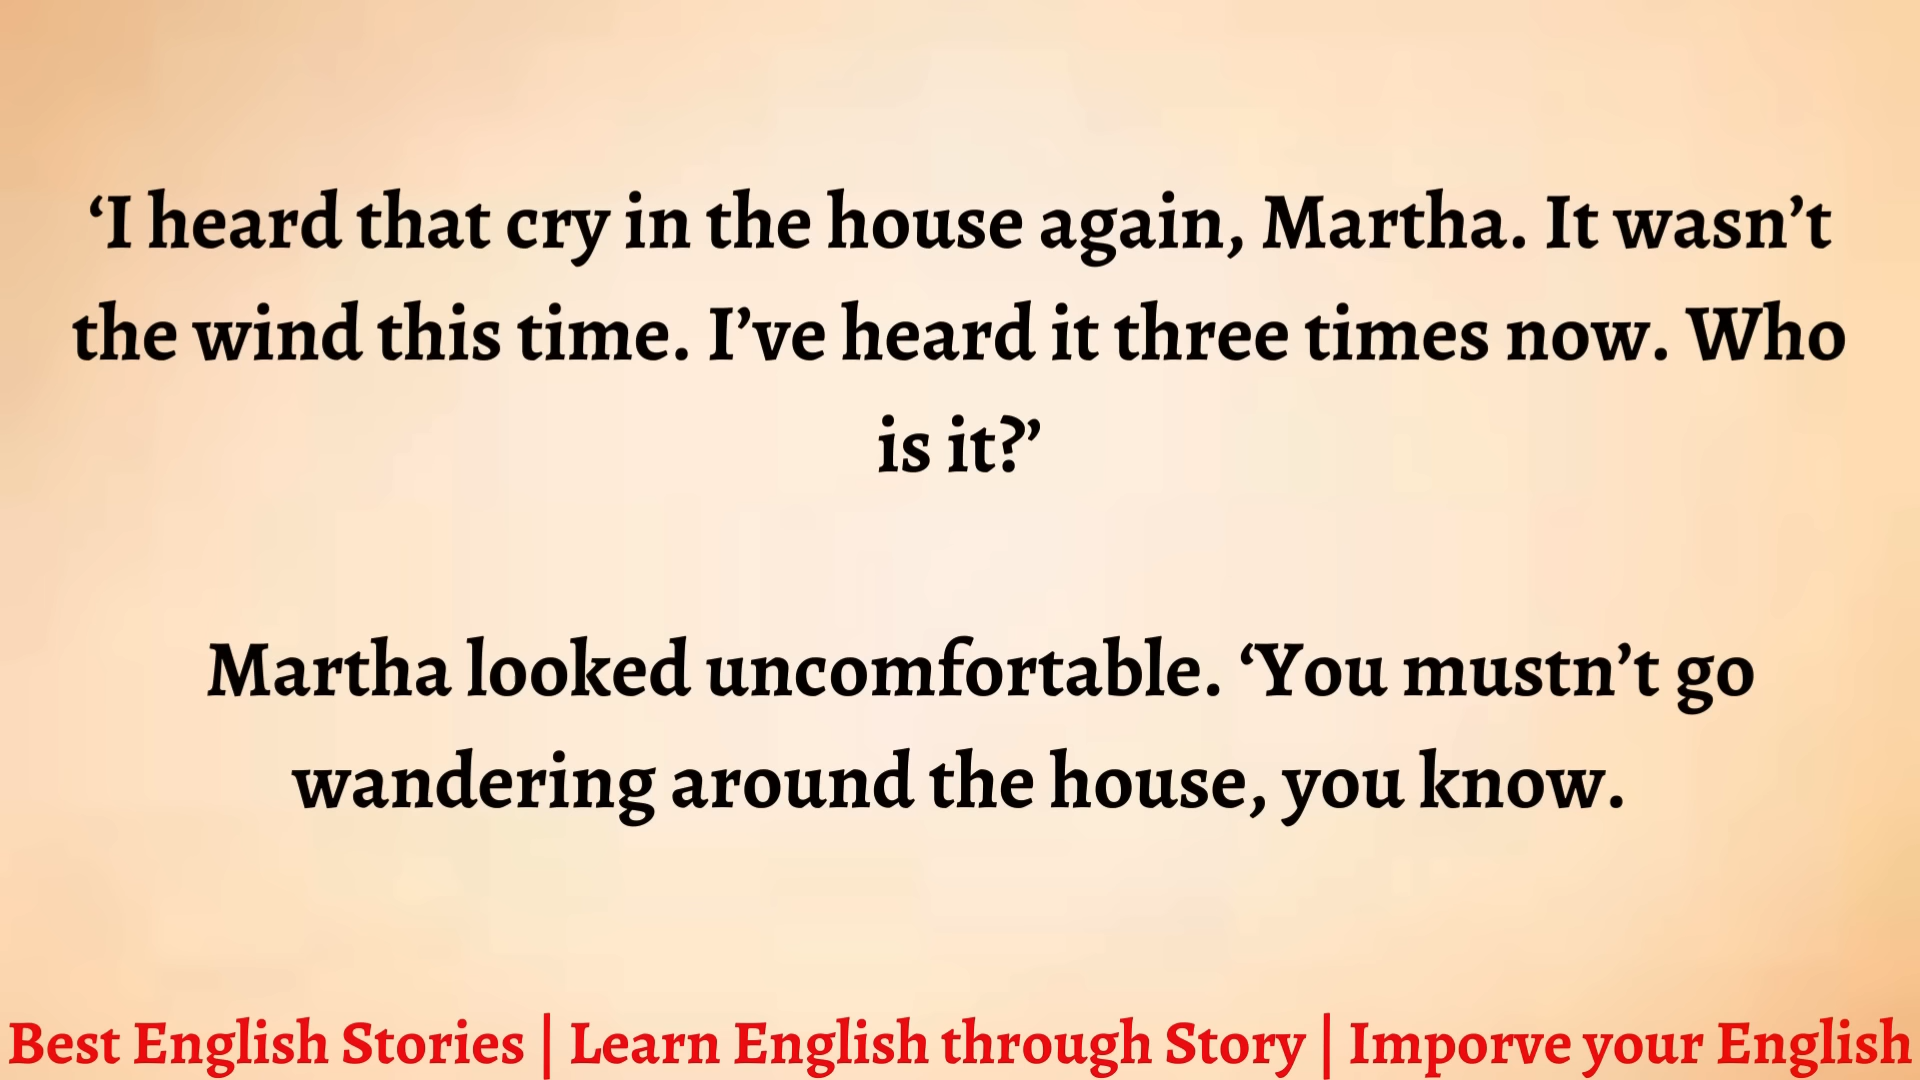 ‘I heard that cry in the house again, Martha. It wasn’t
the wind this time. I’ve heard it three times now. Who
is it?’
Martha looked uncomfortable. ‘You mustn’t go
wandering around the house, you know.
Best English Stories | Learn English through Story | Imporve your English